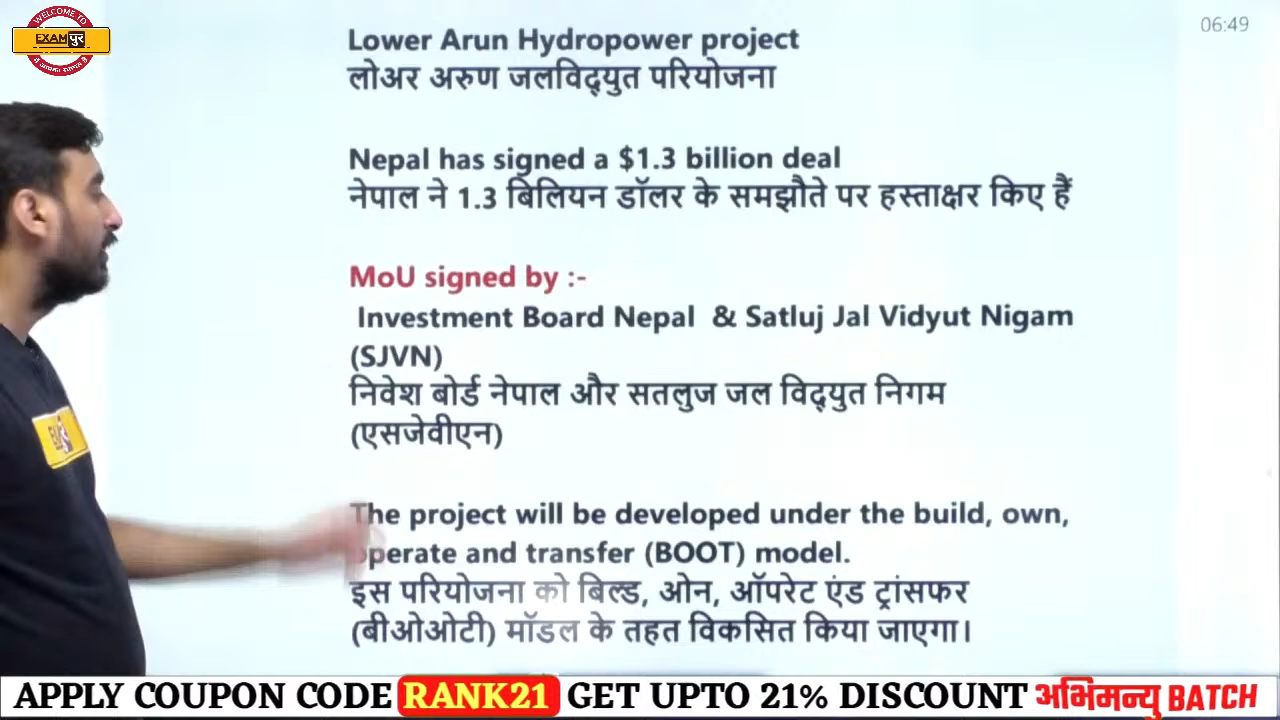 WELCOME TO
EXAMपुर
06:49
Lower Arun Hydropower project
लोअर अरुण जलविद्युत परियोजना
Nepal has signed a $1.3 billion deal
नेपाल ने 1.3 बिलियन डॉलर के समझौते पर हस्ताक्षर किए हैं
MoU signed by :-
Investment Board Nepal & Satluj Jal Vidyut Nigam
(SJVN)
निवेश बोर्ड नेपाल और सतलुज जल विद्युत निगम
(एसजेवीएन)
The project will be developed under the build, own,
operate and transfer (BOOT) model.
इस परियोजना को बिल्ड, ओन, ऑपरेट एंड ट्रांसफर
(बीओओटी) मॉडल के तहत विकसित किया जाएगा।
APPLY COUPON CODE RANK21 GET UPTO 21% DISCOUNT अभिमन्यु BATCH